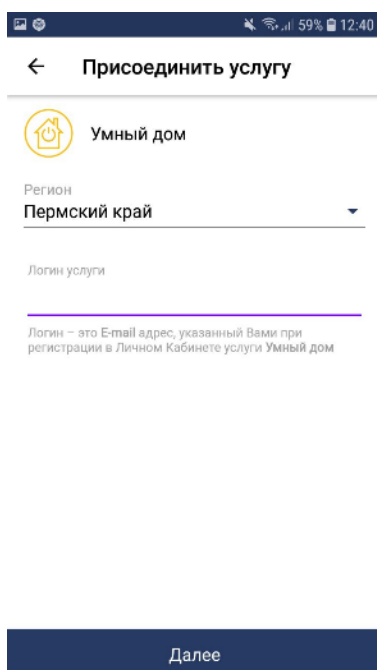 59% 12:40
Присоединить услугу
Умный дом
Регион
Пермский край
Логин услуги
Логин – это E-mail адрес, указанный Вами при
регистрации в Личном Кабинете услуги Умный дом
Далее